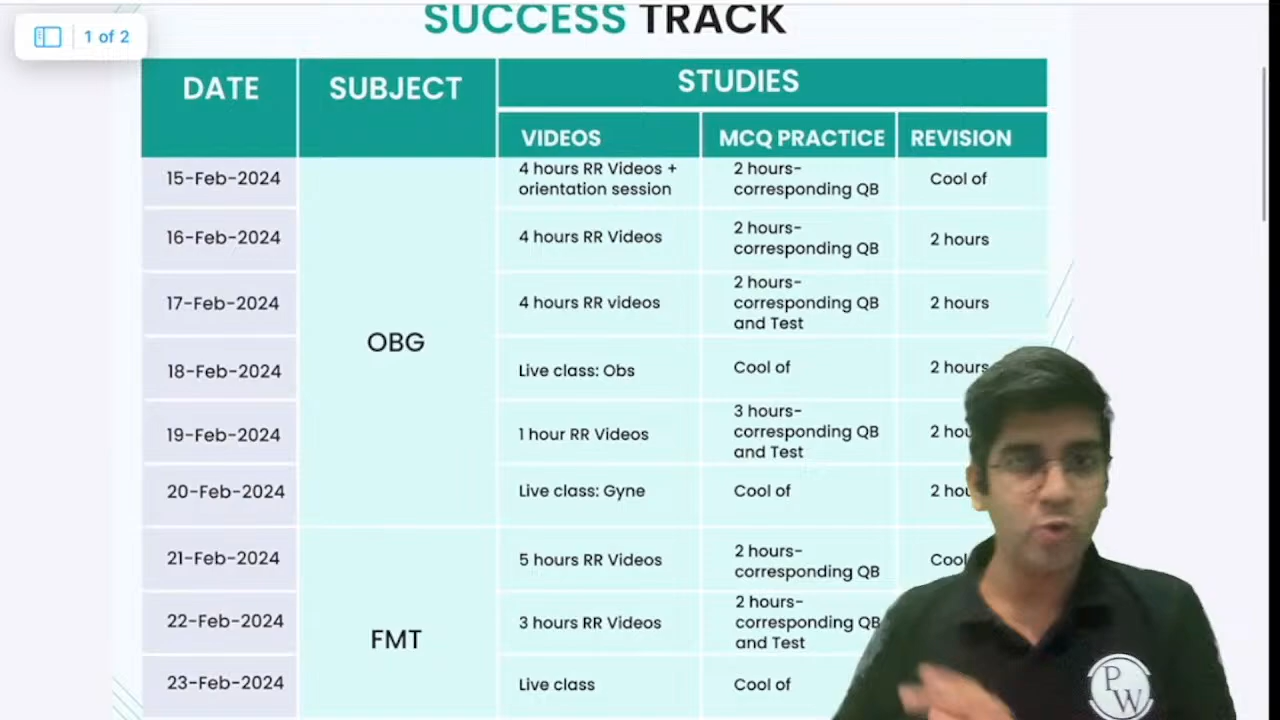 SUCCESS TRACK
1 of 2
DATE
SUBJECT
STUDIES
VIDEOS
MCQ PRACTICE
REVISION
15-Feb-2024
4 hours RR Videos +
orientation session
2 hours-
corresponding QB
Cool of
16-Feb-2024
4 hours RR Videos
2 hours-
corresponding QB
2 hours
17-Feb-2024
4 hours RR videos
2 hours-
corresponding QB
and Test
2 hours
OBG
18-Feb-2024
Live class: Obs
Cool of
2 hours
19-Feb-2024
1 hour RR Videos
3 hours-
corresponding QB
and Test
2 hou
20-Feb-2024
Live class: Gyne
Cool of
2 hou
21-Feb-2024
5 hours RR Videos
2 hours-
corresponding QB
Cool
22-Feb-2024
3 hours RR Videos
2 hours-
corresponding QB
and Test
FMT
23-Feb-2024
Live class
Cool of
PW